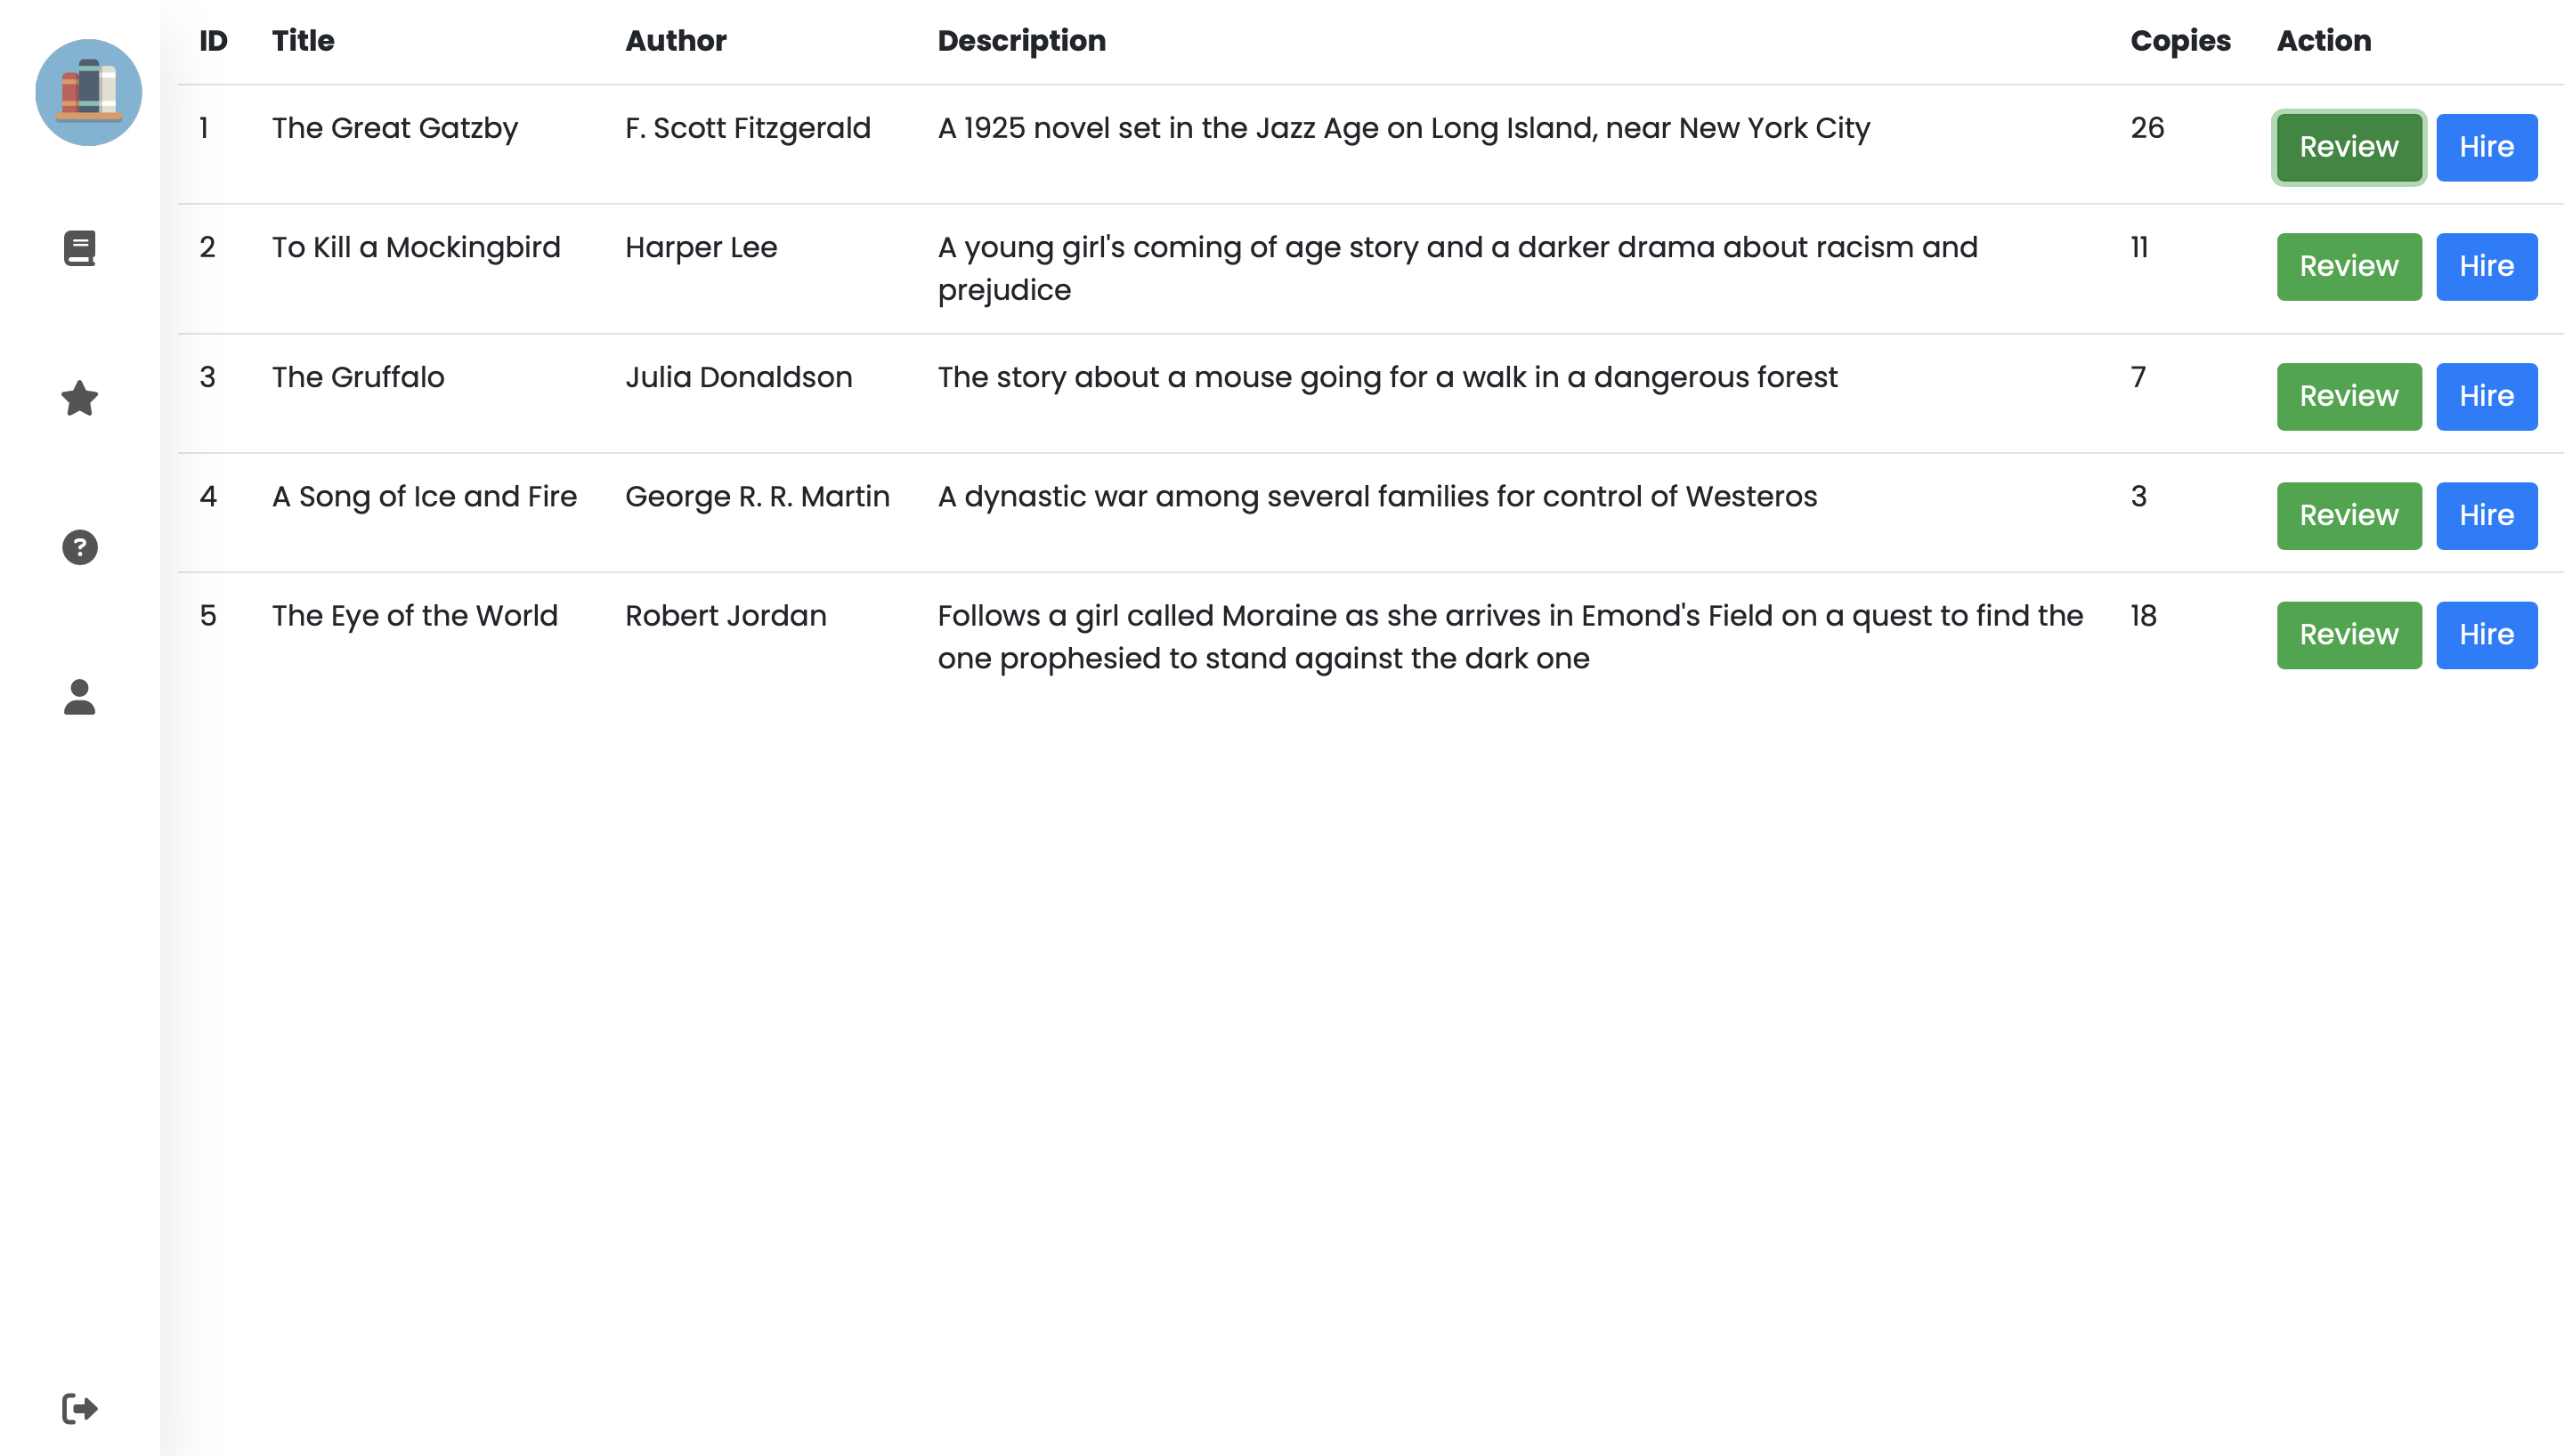 ID Title Author Description Copies Action
1 The Great Gatzby F. Scott Fitzgerald A 1925 novel set in the Jazz Age on Long Island, near New York City 26 Review Hire
2 To Kill a Mockingbird Harper Lee A young girl's coming of age story and a darker drama about racism and 11 Review Hire
prejudice
3 The Gruffalo Julia Donaldson The story about a mouse going for a walk in a dangerous forest 7 Review Hire
4 A Song of Ice and Fire George R. R. Martin A dynastic war among several families for control of Westeros 3 Review Hire
5 The Eye of the World Robert Jordan Follows a girl called Moraine as she arrives in Emond's Field on a quest to find the 18 Review Hire
one prophesied to stand against the dark one